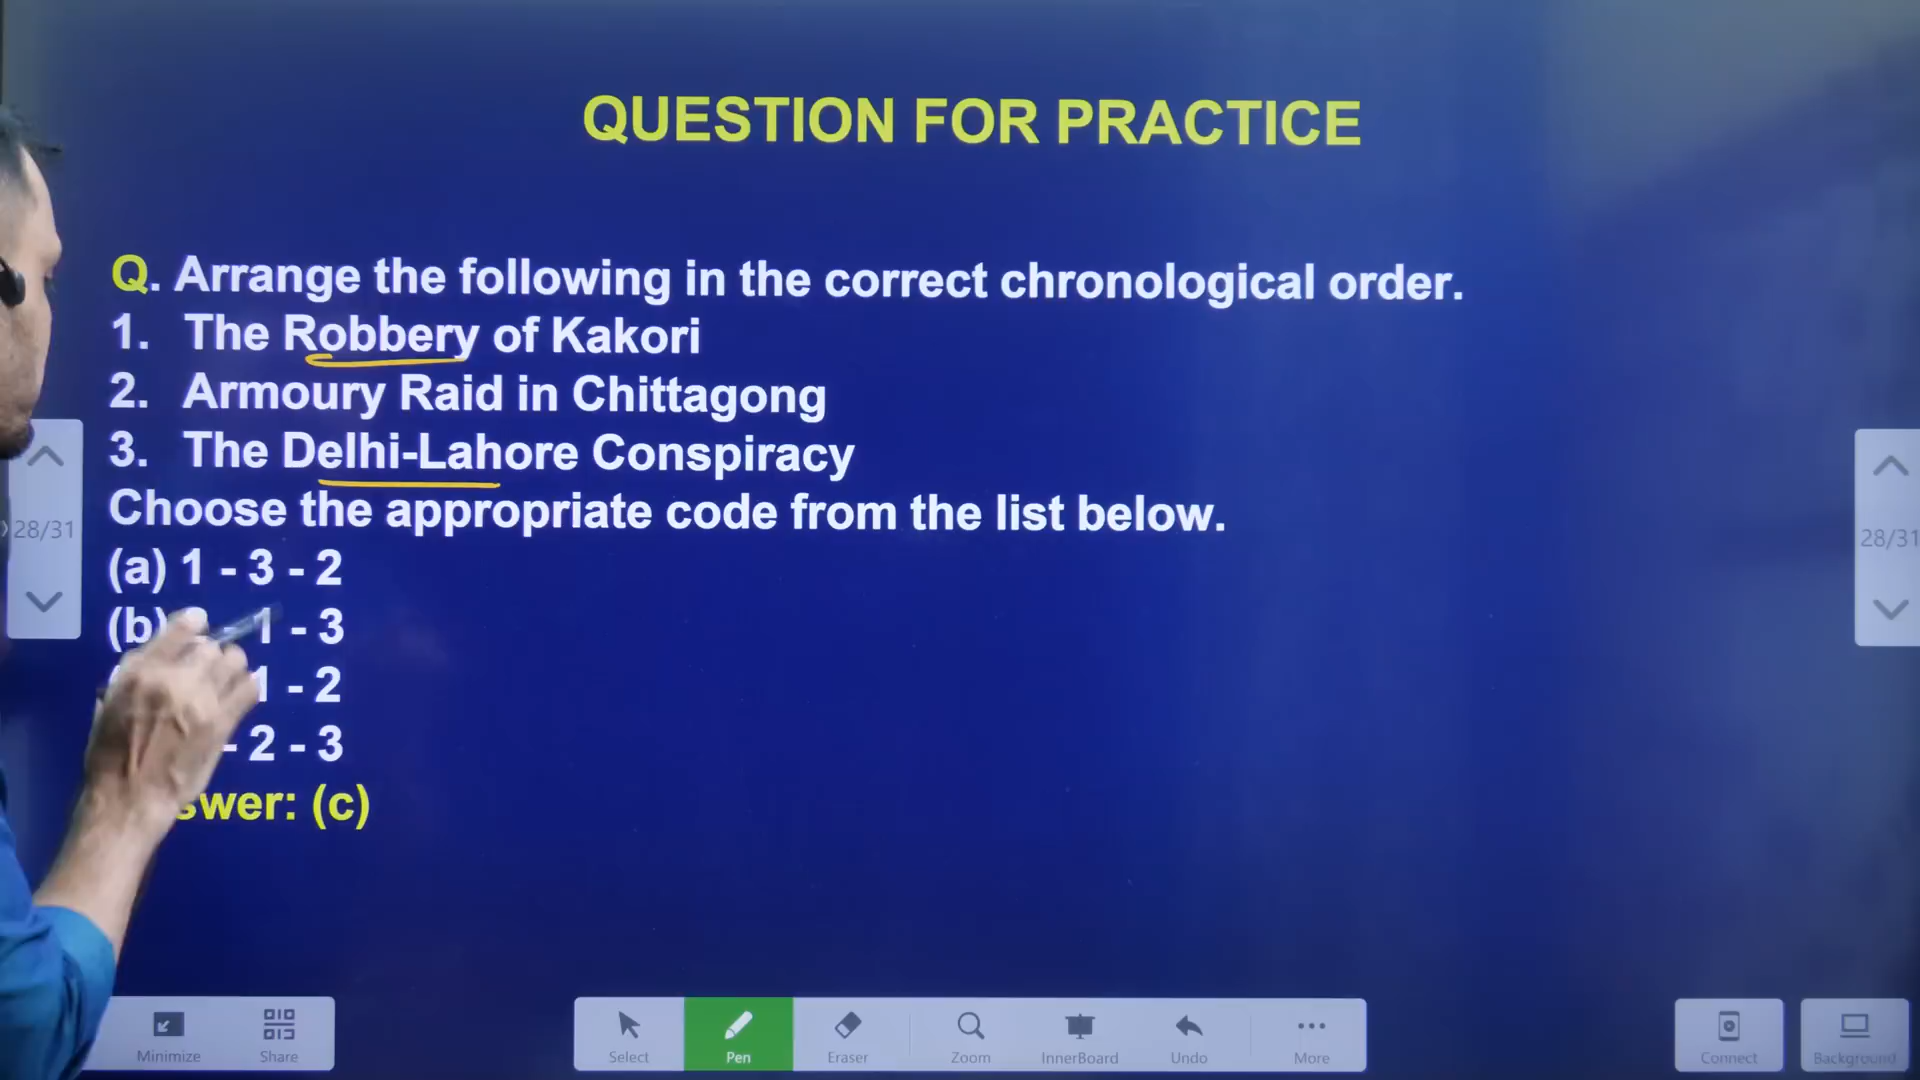 QUESTION FOR PRACTICE
Q. Arrange the following in the correct chronological order.
1. The Robbery of Kakori
2. Armoury Raid in Chittagong
3. The Delhi-Lahore Conspiracy
Choose the appropriate code from the list below.
(a) 1 - 3 - 2
(b) - 1 - 3
1 - 2
- 2 - 3
swer: (c)
28/31
28/31
Minimize
Share
Select
Pen
Eraser
Zoom
InnerBoard
Undo
More
Connect
Background